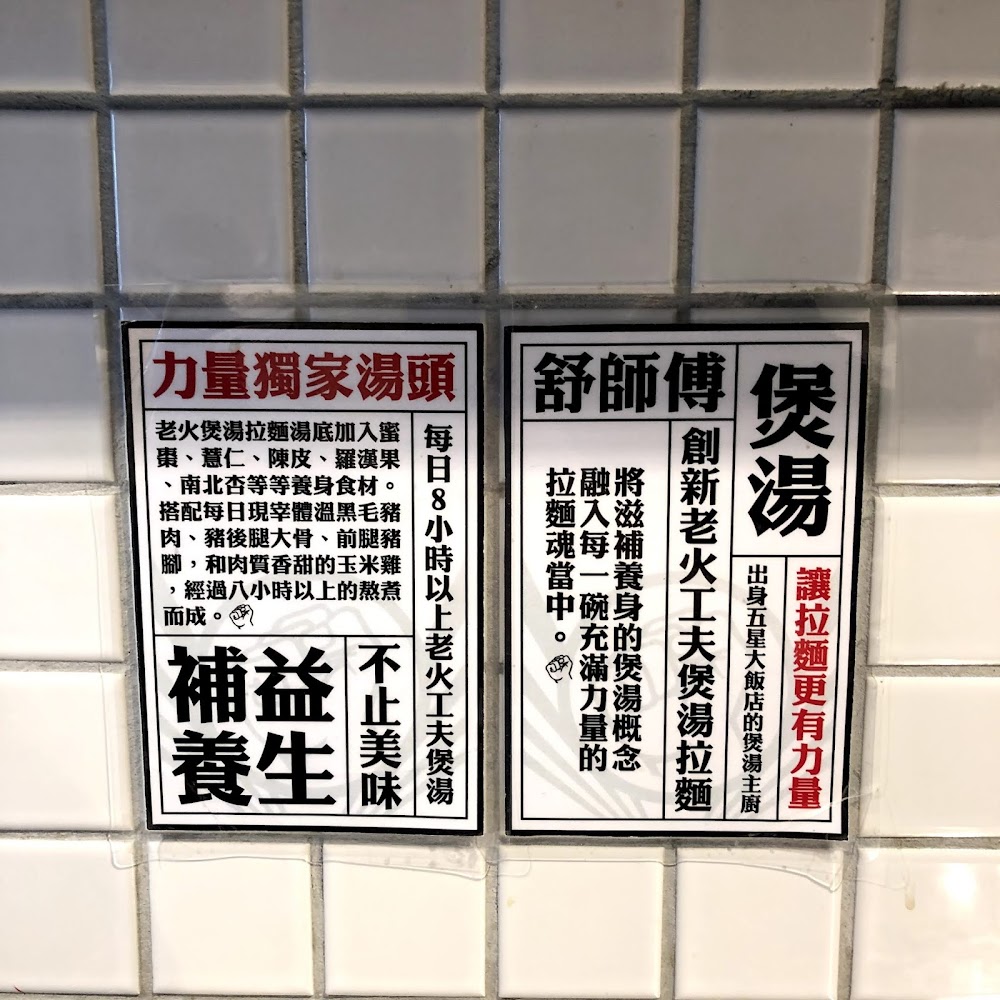 力量獨家湯頭
老火煲湯拉麵湯底加入蜜
棗、薏仁、陳皮、羅漢果
、南北杏等等養身食材。
搭配每日現宰體溫黑毛豬
肉、豬後腿大骨、前腿豬
腳，和肉質香甜的玉米雞
，經過八小時以上的熬煮
而成。
每日8小時以上老火工夫煲湯
不止美味
補益
養生
煲湯
讓拉麵更有力量
出身五星大飯店的煲湯主廚
舒師傅
創新老火工夫煲湯拉麵
將滋補養身的煲湯概念
融入每一碗充滿力量的
拉麵魂當中。